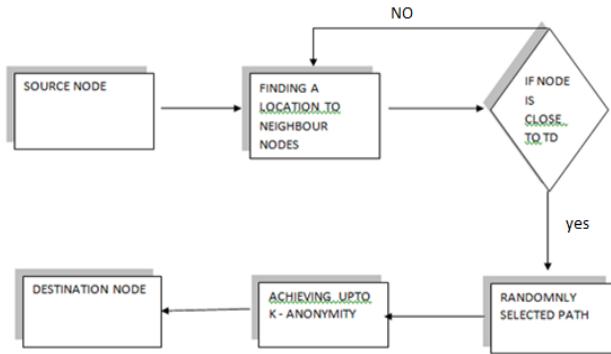 NO
SOURCE NODE
FINDING A
LOCATION TO
NEIGHBOUR
NODES
IF NODE
IS
CLOSE
TO TD
yes
DESTINATION NODE
ACHIEVING UPTO
K - ANONYMITY
RANDOMNLY
SELECTED PATH